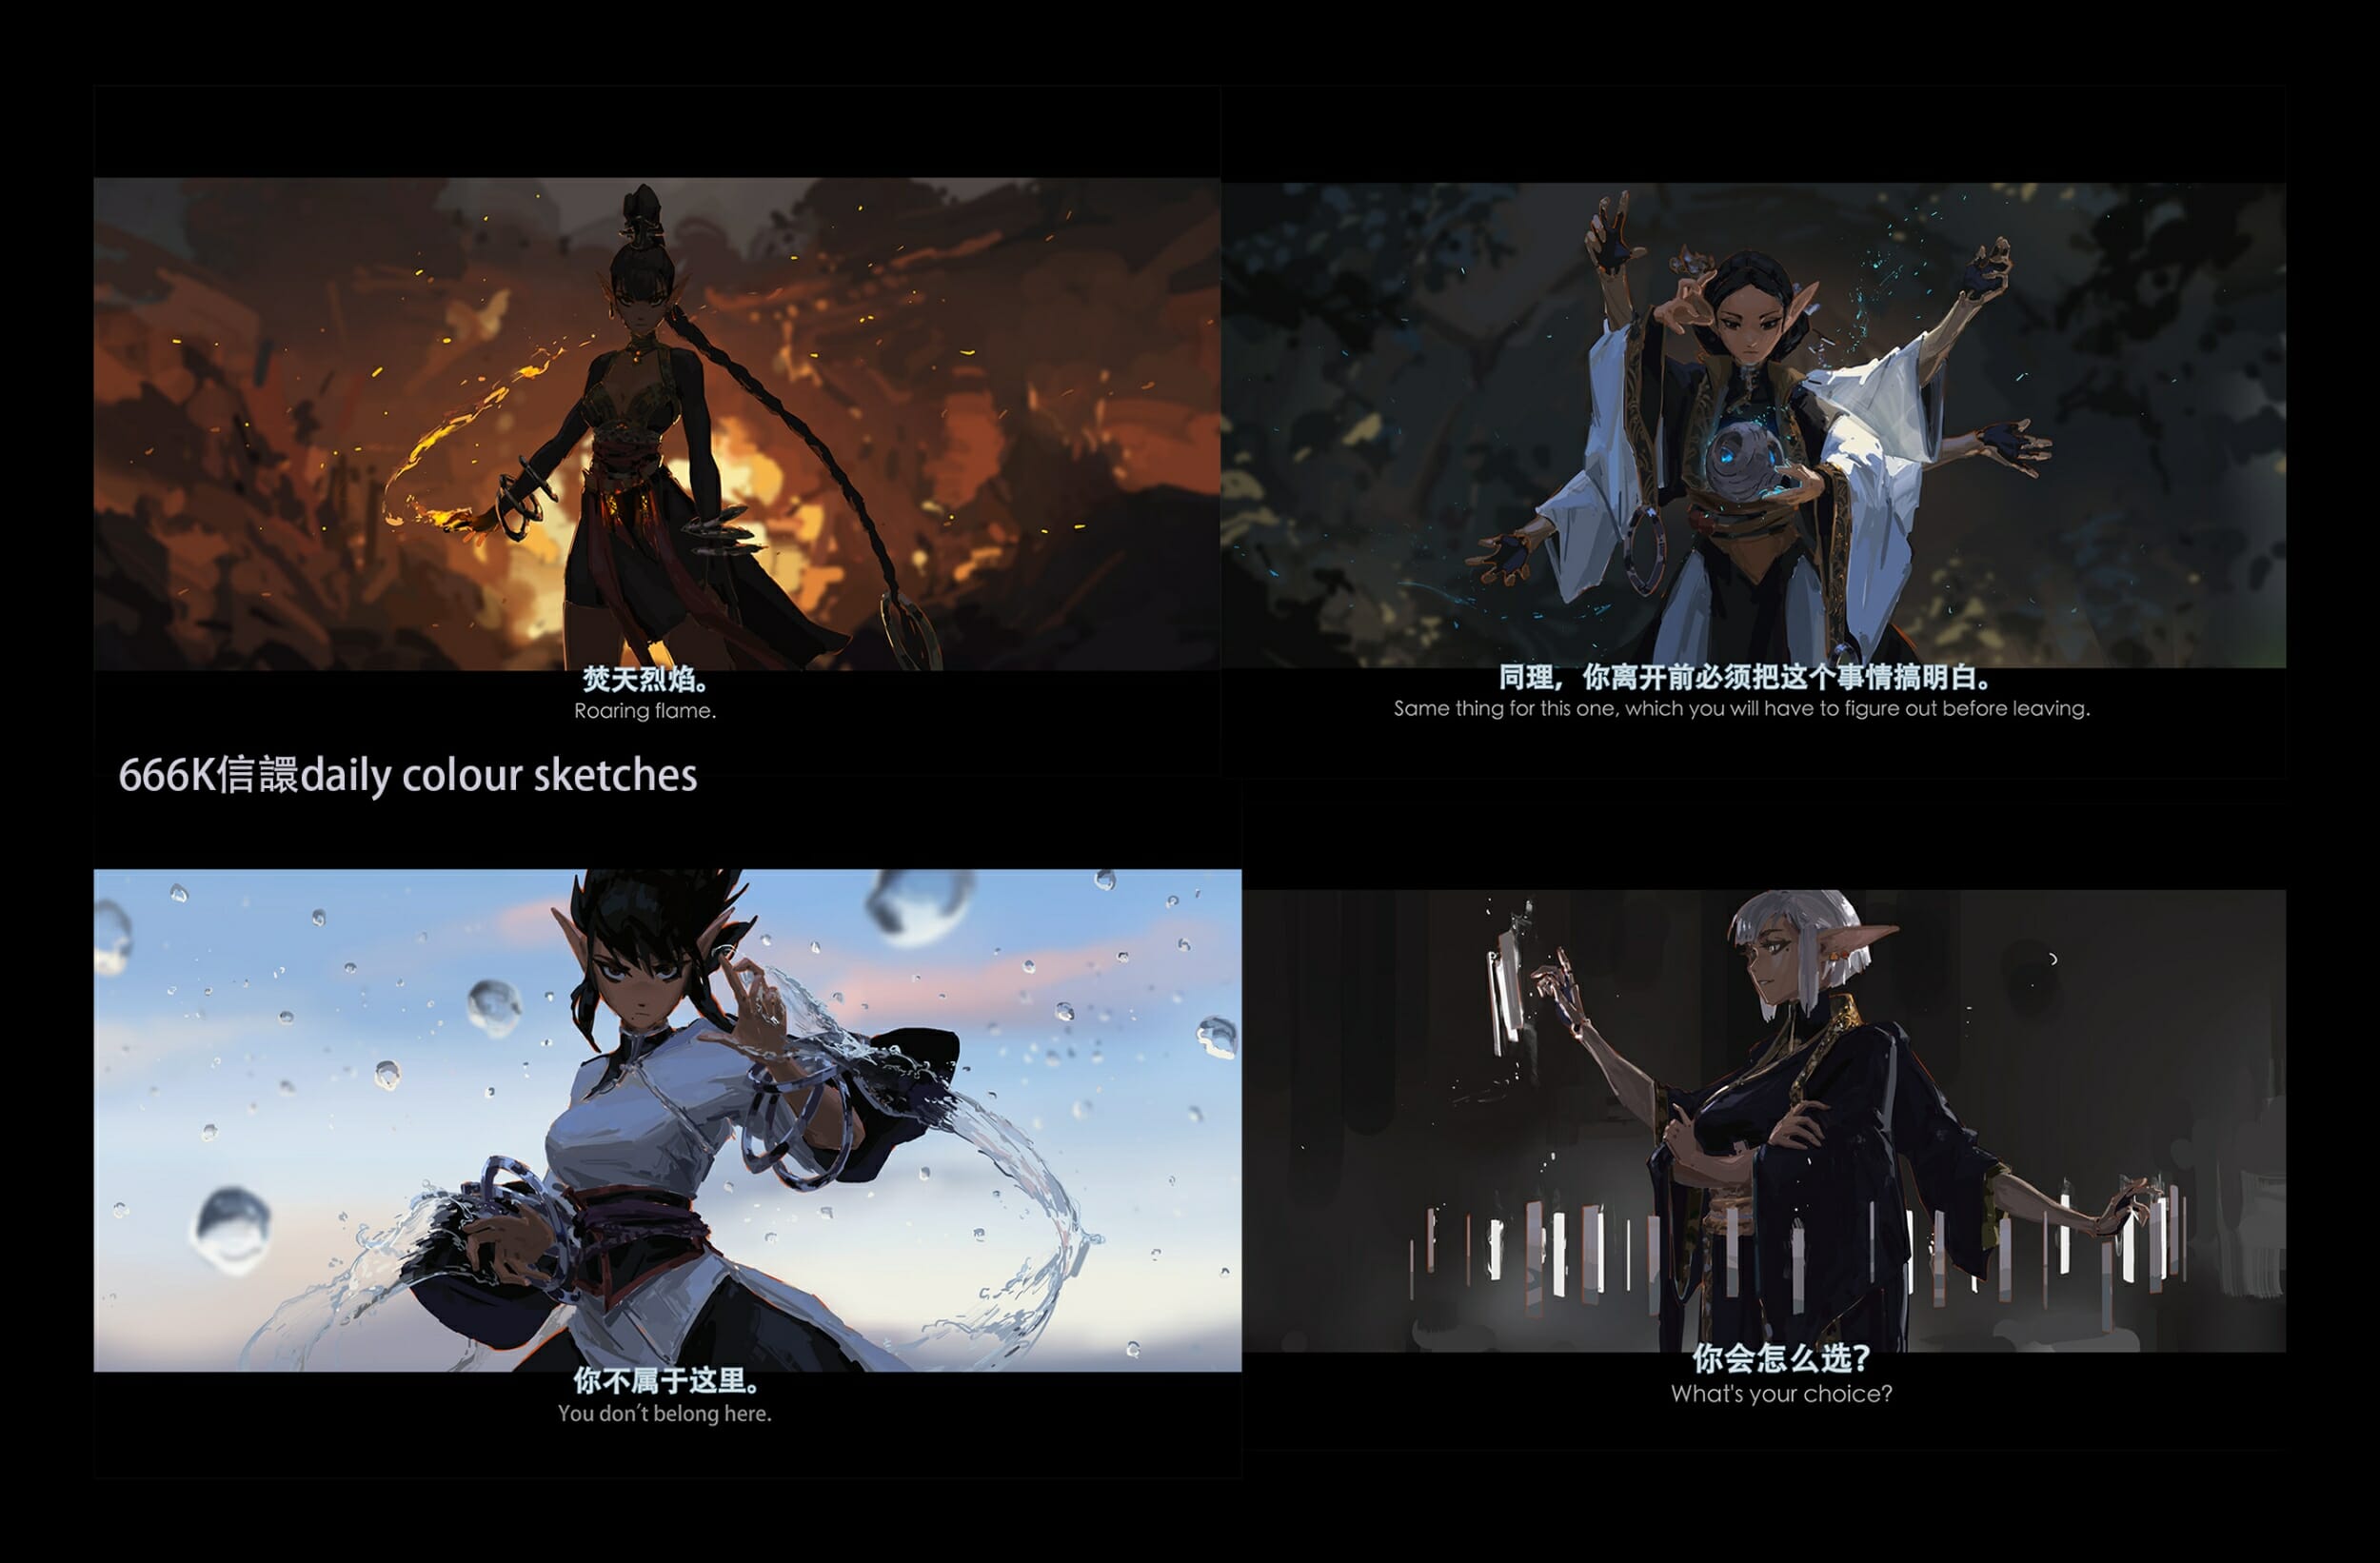 焚天烈焰。
Roaring flame.
同理，你离开前必须把这个事情搞明白。
Same thing for this one, which you will have to figure out before leaving.
666K信譞daily colour sketches
你不属于这里。
You don't belong here.
你会怎么选?
What's your choice?